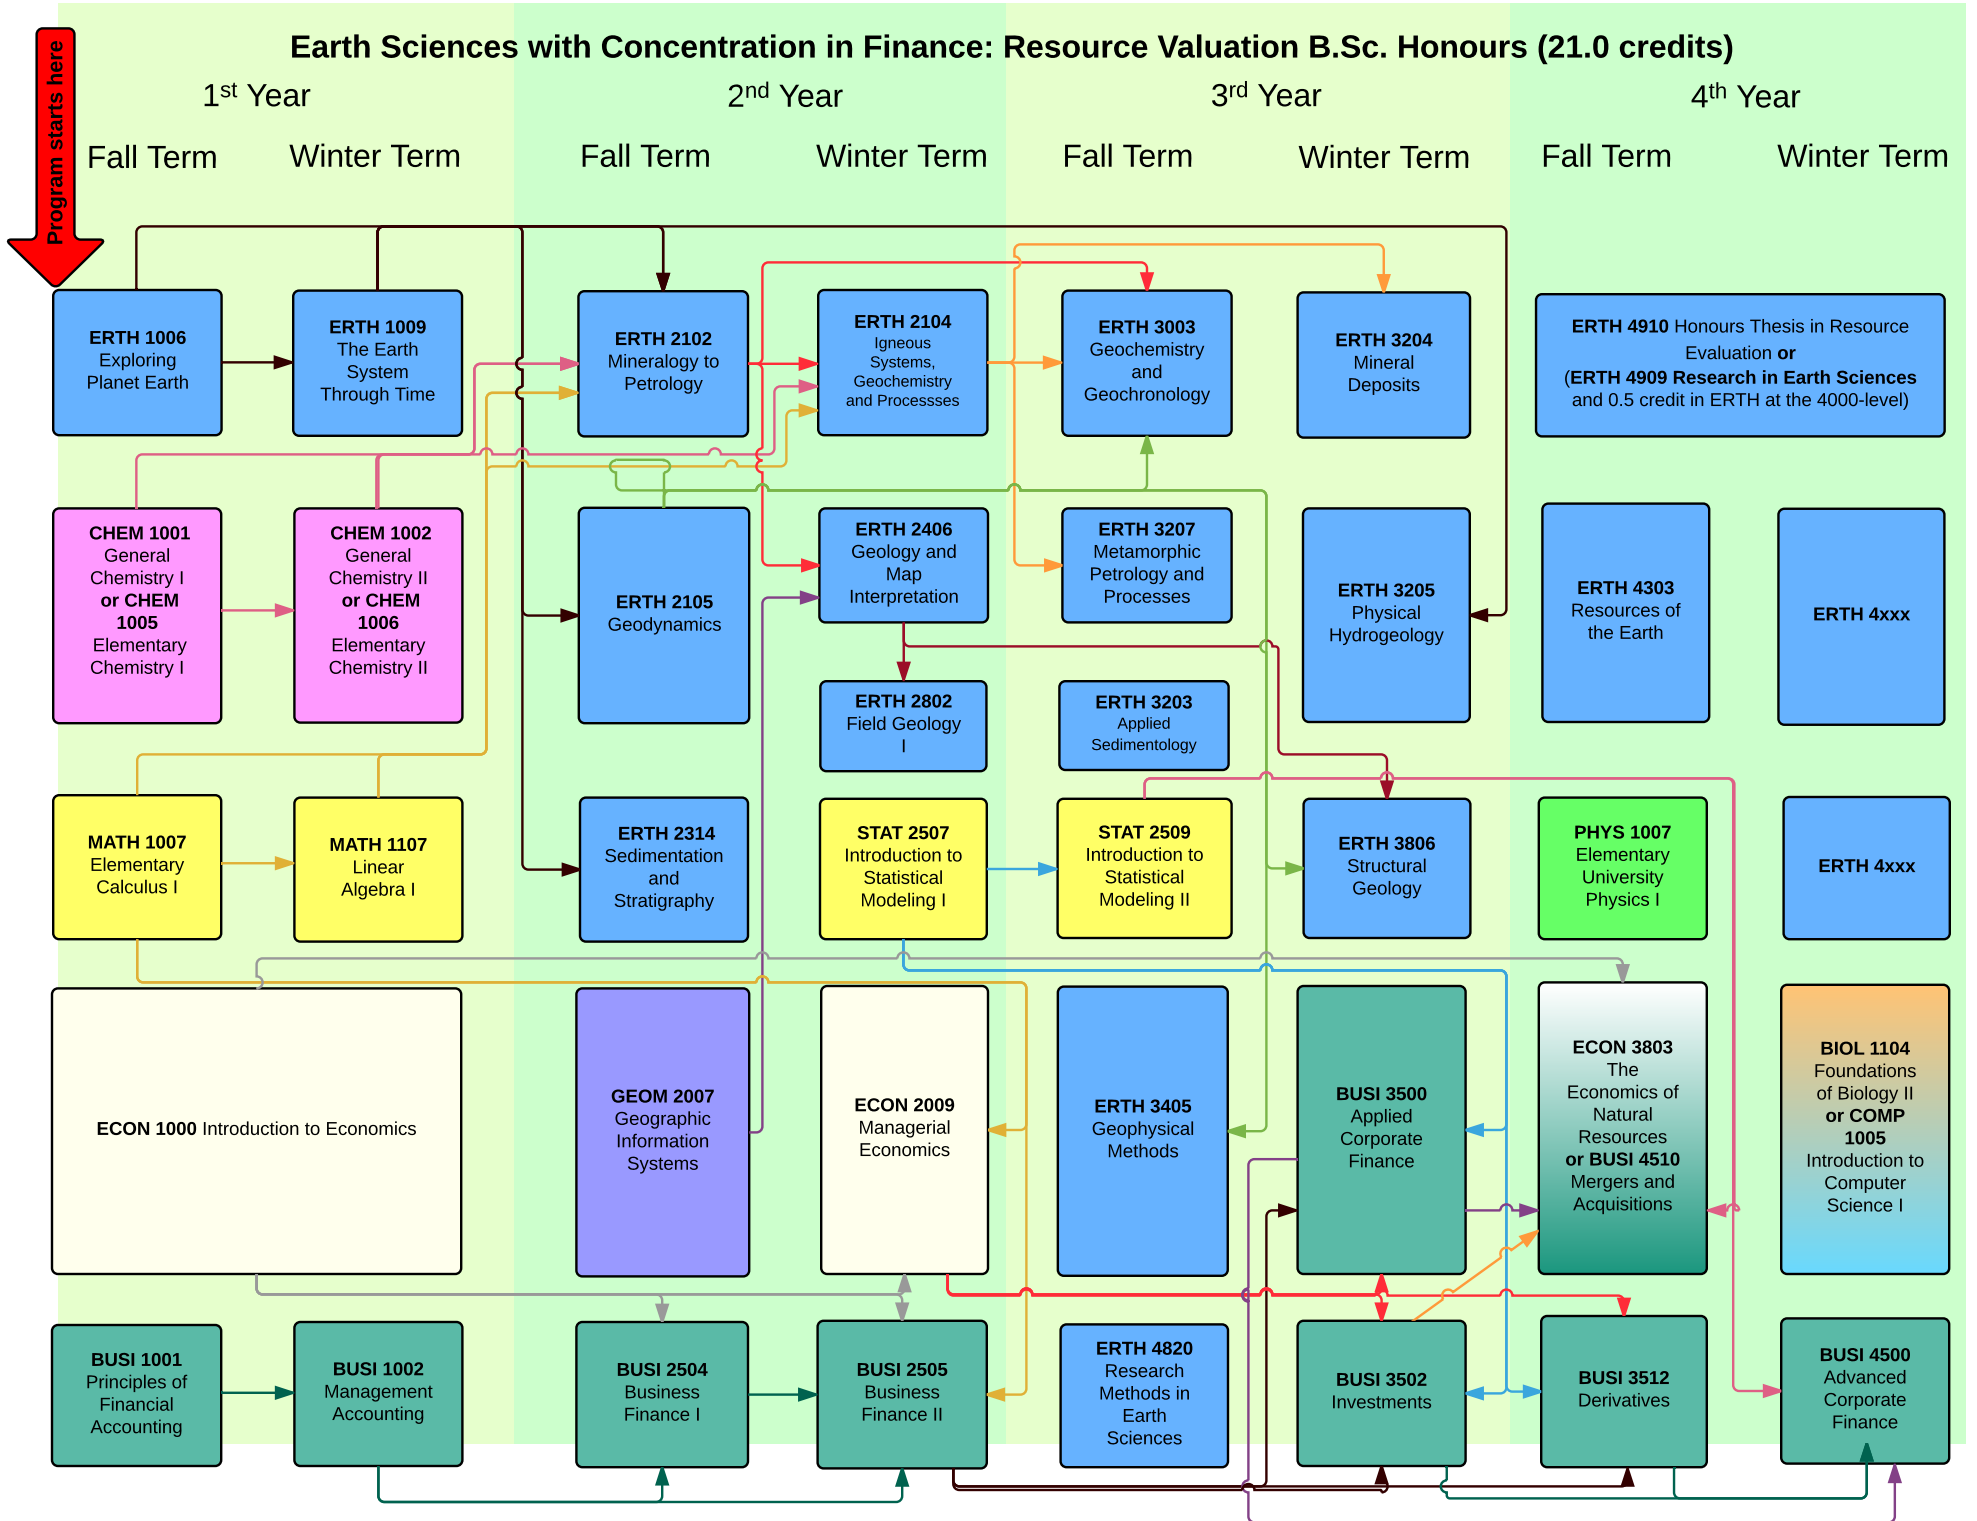 Earth Sciences with Concentration in Finance: Resource Valuation B.Sc. Honours (21.0 credits)
Program starts here
1st Year
2nd Year
3rd Year
4th Year
Fall Term
Winter Term
Fall Term
Winter Term
Fall Term
Winter Term
Fall Term
Winter Term
ERTH 1006
Exploring
Planet Earth
ERTH 1009
The Earth
System
Through Time
ERTH 2102
Mineralogy to
Petrology
ERTH 2104
Igneous
Systems,
Geochemistry
and Processses
ERTH 3003
Geochemistry
and
Geochronology
ERTH 3204
Mineral
Deposits
ERTH 4910 Honours Thesis in Resource
Evaluation or
(ERTH 4909 Research in Earth Sciences
and 0.5 credit in ERTH at the 4000-level)
CHEM 1001
General
Chemistry I
or CHEM
1005
Elementary
Chemistry I
CHEM 1002
General
Chemistry II
or CHEM
1006
Elementary
Chemistry II
ERTH 2105
Geodynamics
ERTH 2406
Geology and
Map
Interpretation
ERTH 3207
Metamorphic
Petrology and
Processes
ERTH 3205
Physical
Hydrogeology
ERTH 4303
Resources of
the Earth
ERTH 4xxx
ERTH 2802
Field Geology
I
ERTH 3203
Applied
Sedimentology
MATH 1007
Elementary
Calculus I
MATH 1107
Linear
Algebra I
ERTH 2314
Sedimentation
and
Stratigraphy
STAT 2507
Introduction to
Statistical
Modeling I
STAT 2509
Introduction to
Statistical
Modeling II
ERTH 3806
Structural
Geology
PHYS 1007
Elementary
University
Physics I
ERTH 4xxx
ECON 1000 Introduction to Economics
GEOM 2007
Geographic
Information
Systems
ECON 2009
Managerial
Economics
ERTH 3405
Geophysical
Methods
BUSI 3500
Applied
Corporate
Finance
ECON 3803
The
Economics of
Natural
Resources
or BUSI 4510
Mergers and
Acquisitions
BIOL 1104
Foundations
of Biology II
or COMP
1005
Introduction to
Computer
Science I
BUSI 1001
Principles of
Financial
Accounting
BUSI 1002
Management
Accounting
BUSI 2504
Business
Finance I
BUSI 2505
Business
Finance II
ERTH 4820
Research
Methods in
Earth
Sciences
BUSI 3502
Investments
BUSI 3512
Derivatives
BUSI 4500
Advanced
Corporate
Finance